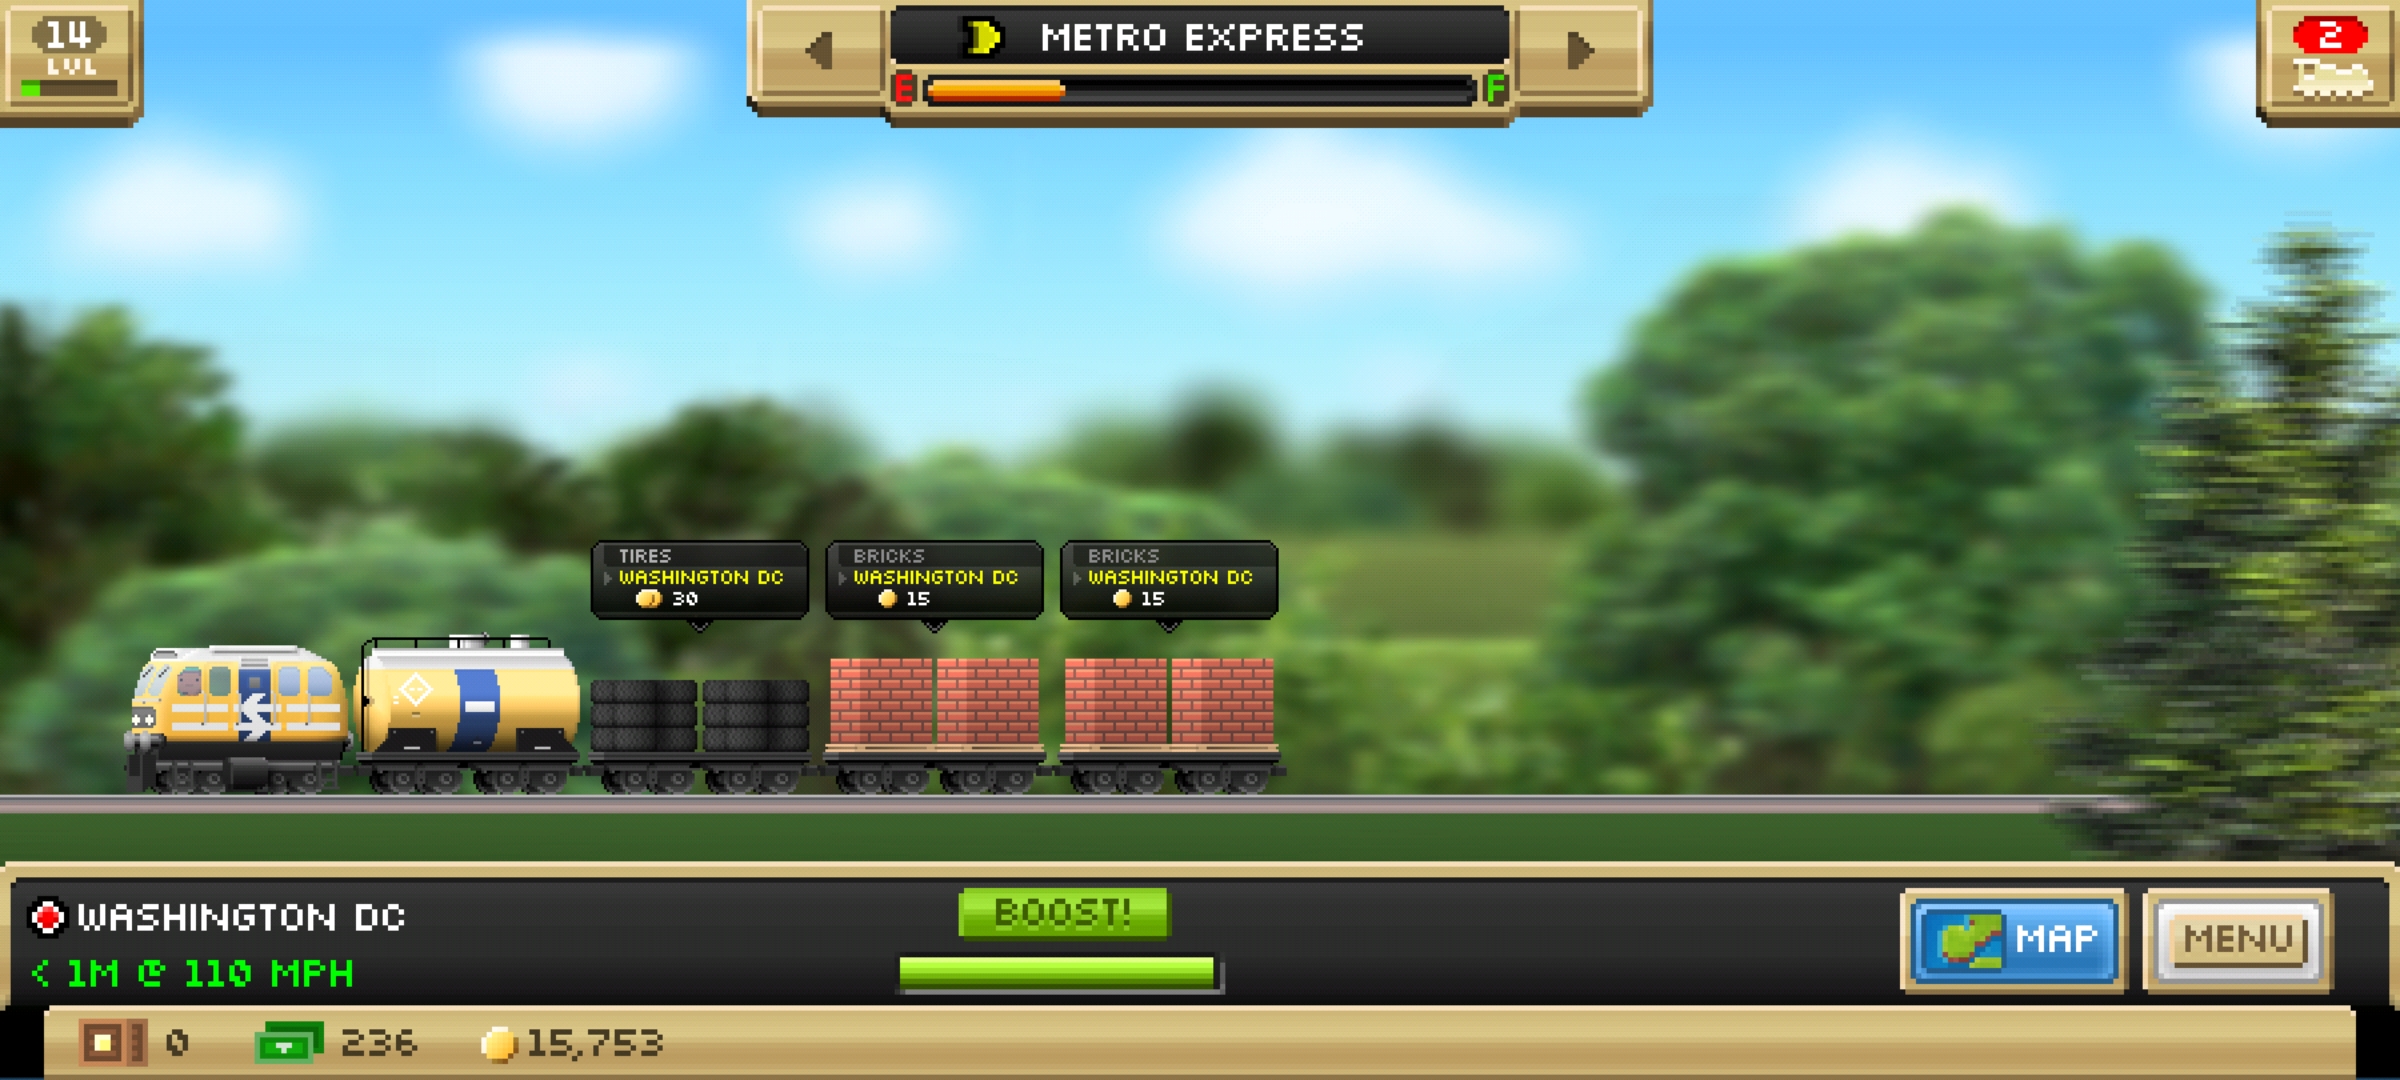 14
LVL
METRO EXPRESS
E F
2
TIRES
WASHINGTON DC
30
BRICKS
WASHINGTON DC
15
BRICKS
WASHINGTON DC
15
WASHINGTON DC
< 1M @ 110 MPH
BOOST!
MAP
MENU
0
236
15,753